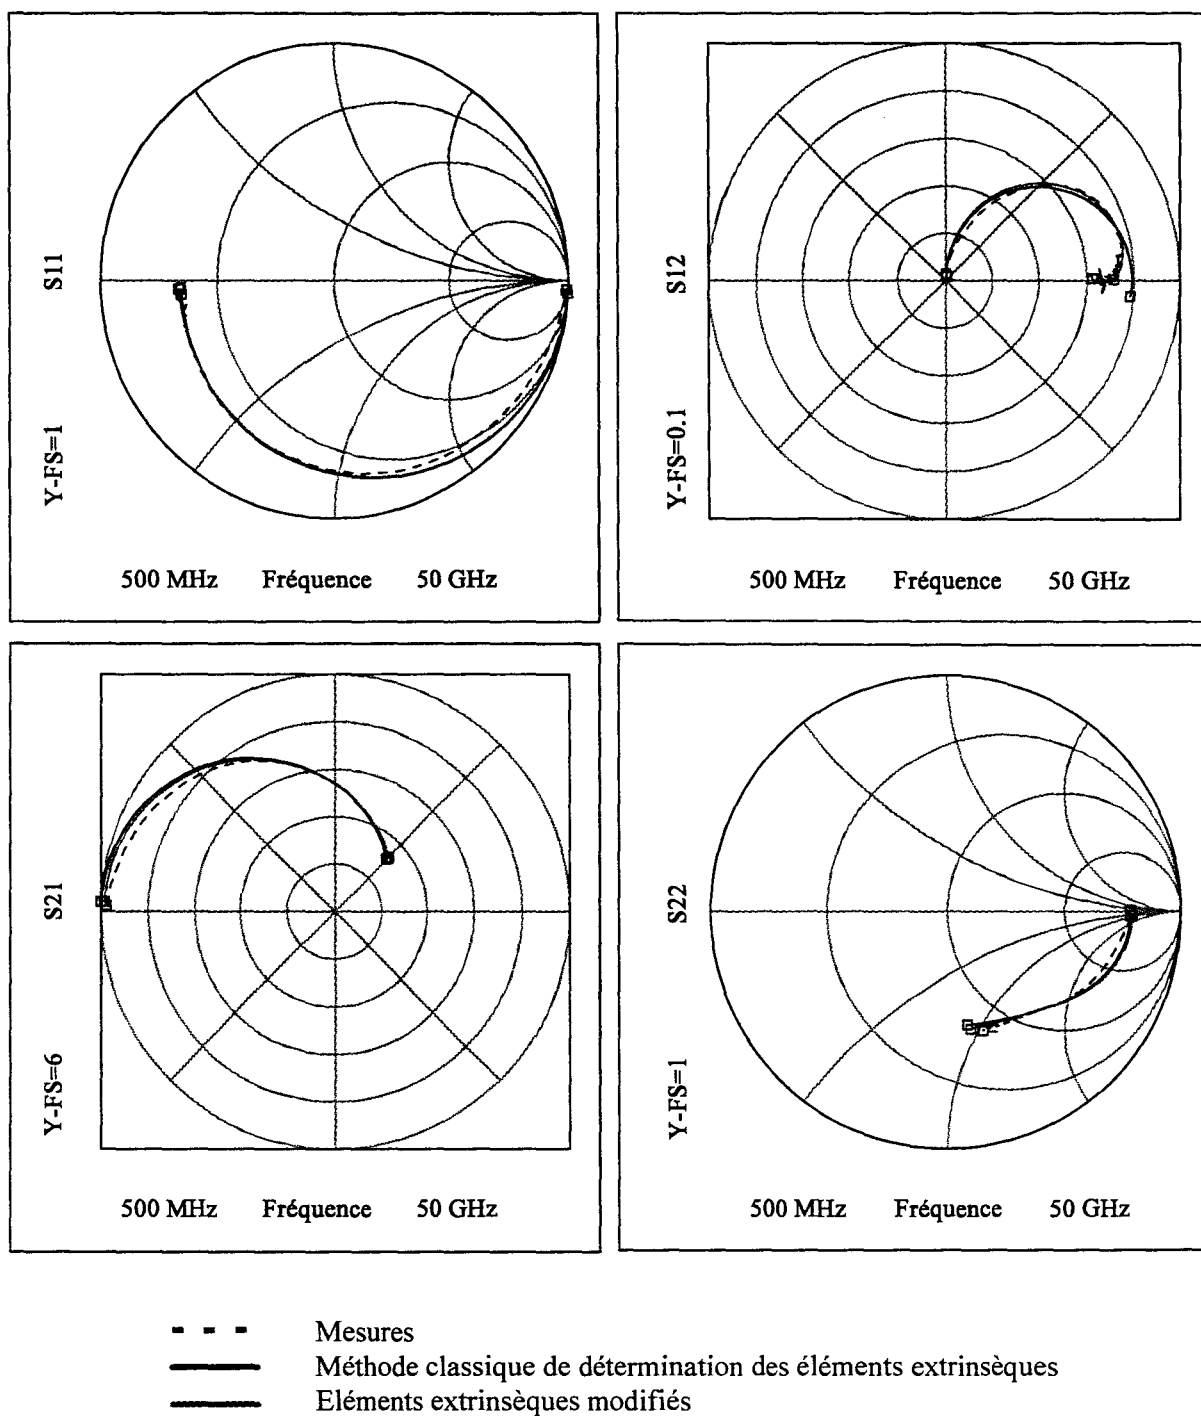 S11
Y-FS=1
500 MHz Fréquence 50 GHz
S12
Y-FS=0.1
500 MHz Fréquence 50 GHz
S21
Y-FS=6
500 MHz Fréquence 50 GHz
S22
Y-FS=1
500 MHz Fréquence 50 GHz
Mesures
Méthode classique de détermination des éléments extrinsèques
Eléments extrinsèques modifiés